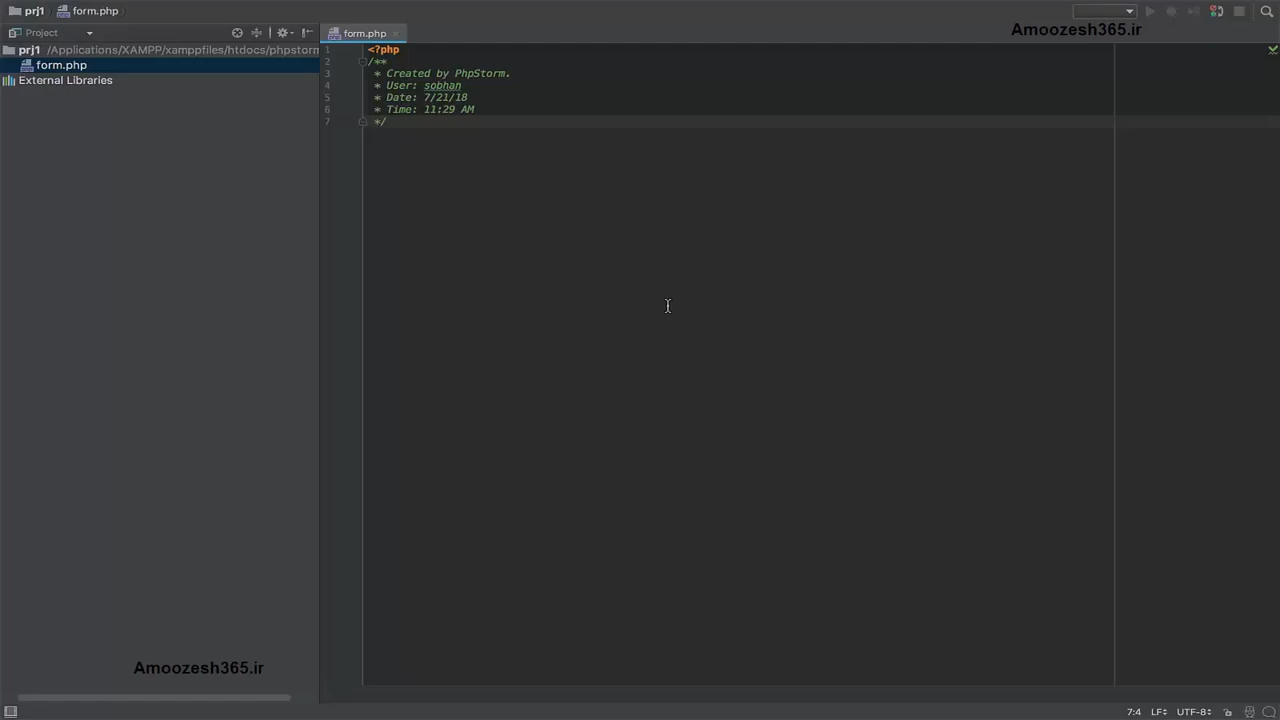 prj1 form.php
Amoozesh365.ir
Project
form.php
prj1 /Applications/XAMPP/xamppfiles/htdocs/phpstorm
form.php
External Libraries
1 <?php
2 /**
3 * Created by PhpStorm.
4 * User: sobhan
5 * Date: 7/21/18
6 * Time: 11:29 AM
7 */
Amoozesh365.ir
7:4 LF UTF-8